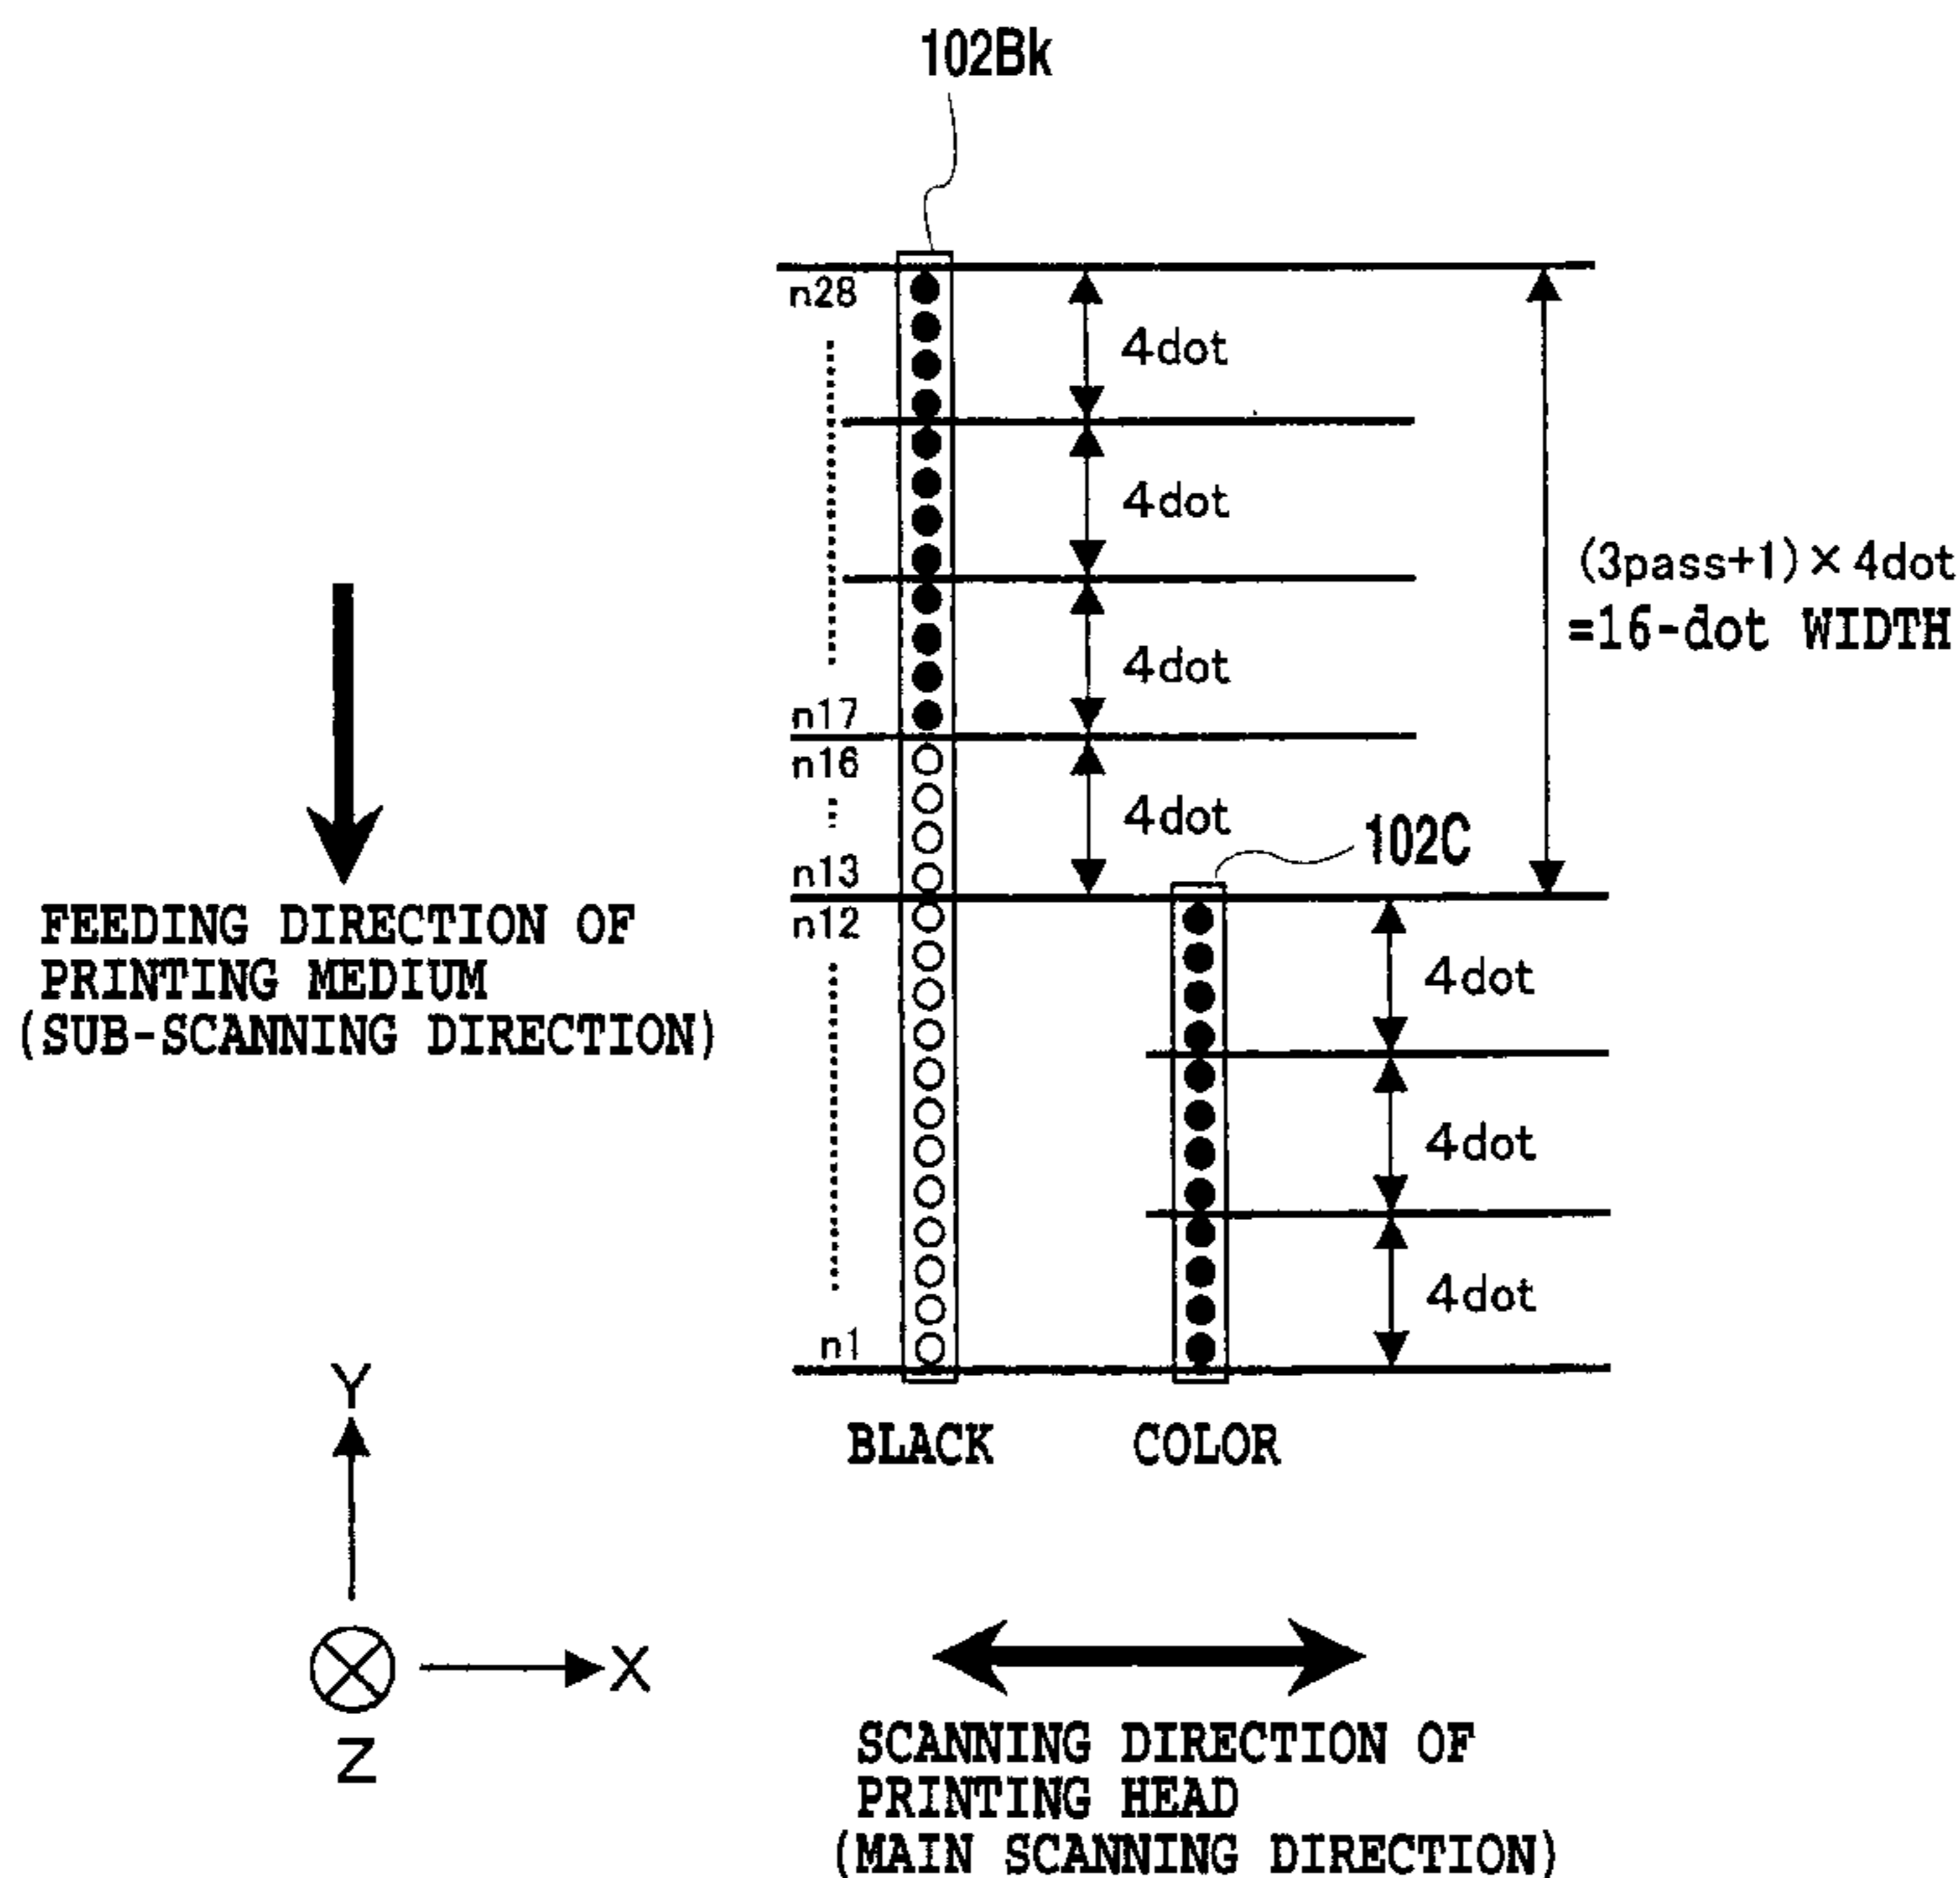 102Bk
n28
4dot
4dot
(3pass+1)×4dot
=16-dot WIDTH
4dot
n17
n16
4dot
102C
n13
n12
FEEDING DIRECTION OF
PRINTING MEDIUM
(SUB-SCANNING DIRECTION)
4dot
4dot
4dot
n1
BLACK
COLOR
Y
X
Z
SCANNING DIRECTION OF
PRINTING HEAD
(MAIN SCANNING DIRECTION)